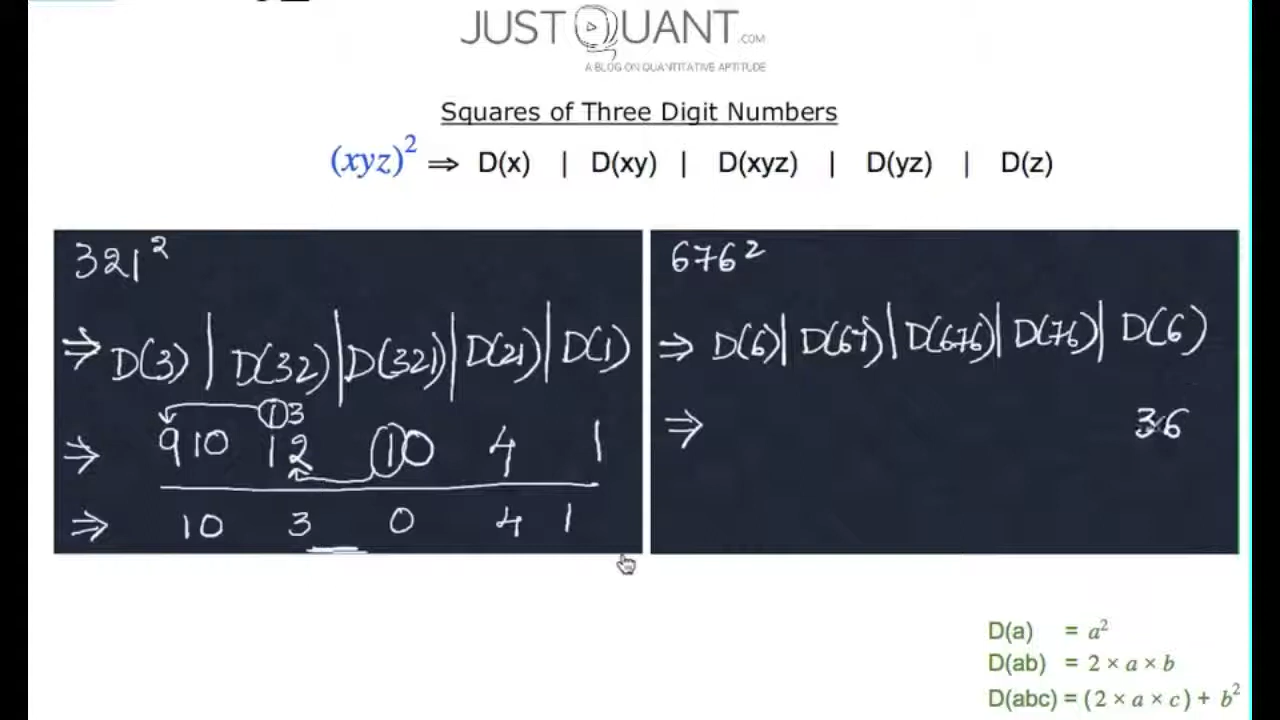 JUSTQUANT.COM
A BLOG ON QUANTITATIVE APTITUDE
Squares of Three Digit Numbers
(xyz)² ⇒ D(x) | D(xy) | D(xyz) | D(yz) | D(z)
321²
⇒ D(3) | D(32) | D(321) | D(21) | D(1)
13
⇒ 9 10 12 10 4 1
⇒ 10 3 0 4 1
676²
⇒ D(6) | D(67) | D(676) | D(76) | D(6)
⇒ 36
D(a) = a²
D(ab) = 2 × a × b
D(abc) = (2 × a × c) + b²